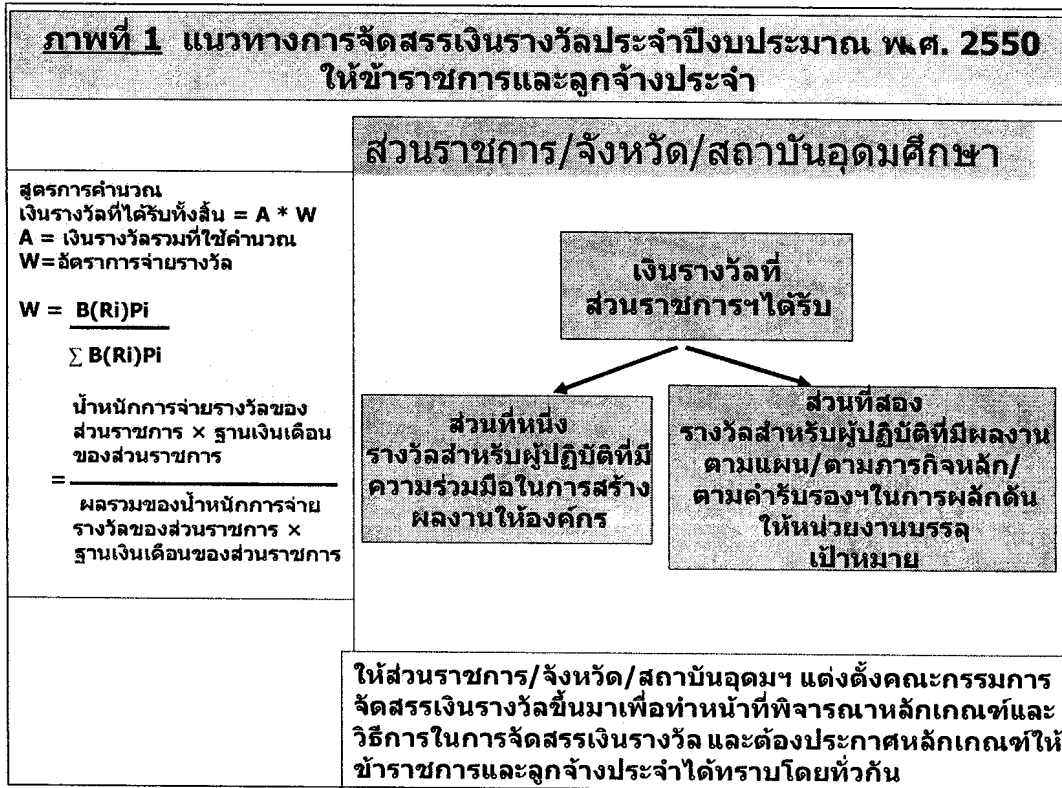 ภาพที่ 1 แนวทางการจัดสรรเงินรางวัลประจำปีงบประมาณ พ.ศ. 2550
ให้ข้าราชการและลูกจ้างประจำ
ส่วนราชการ/จังหวัด/สถาบันอุดมศึกษา
สูตรการคำนวณ
เงินรางวัลที่ได้รับทั้งสิ้น = A * W
A = เงินรางวัลรวมที่ใช้คำนวณ
W=อัตราการจ่ายรางวัล
W = B(Ri)Pi
∑ B(Ri)Pi
น้ำหนักการจ่ายรางวัลของ
ส่วนราชการ × ฐานเงินเดือน
ของส่วนราชการ
=
ผลรวมของน้ำหนักการจ่าย
รางวัลของส่วนราชการ ×
ฐานเงินเดือนของส่วนราชการ
เงินรางวัลที่
ส่วนราชการฯได้รับ
ส่วนที่หนึ่ง
รางวัลสำหรับผู้ปฏิบัติที่มี
ความร่วมมือในการสร้าง
ผลงานให้องค์กร
ส่วนที่สอง
รางวัลสำหรับผู้ปฏิบัติที่มีผลงาน
ตามแผน/ตามภารกิจหลัก/
ตามคำรับรองฯในการผลักดัน
ให้หน่วยงานบรรลุ
เป้าหมาย
ให้ส่วนราชการ/จังหวัด/สถาบันอุดมฯ แต่งตั้งคณะกรรมการ
จัดสรรเงินรางวัลขึ้นมาเพื่อทำหน้าที่พิจารณาหลักเกณฑ์และ
วิธีการในการจัดสรรเงินรางวัล และต้องประกาศหลักเกณฑ์ให้
ข้าราชการและลูกจ้างประจำได้ทราบโดยทั่วกัน